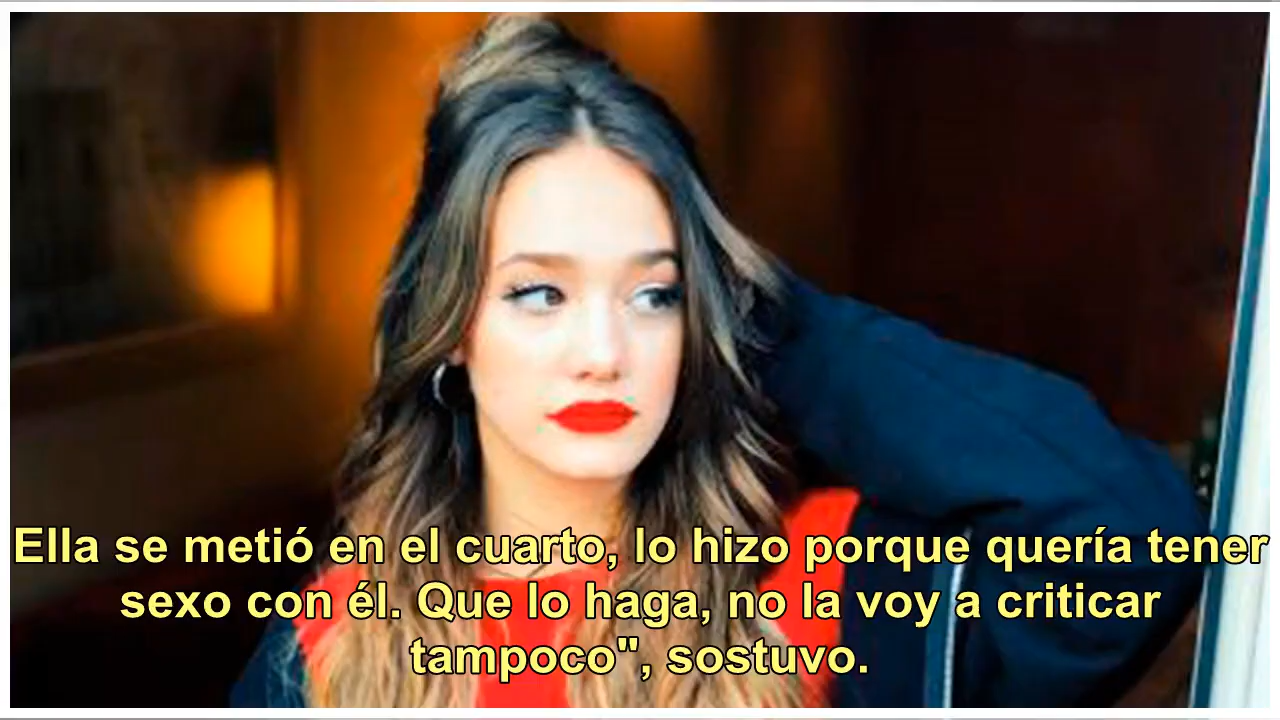 Ella se metió en el cuarto, lo hizo porque quería tener
sexo con él. Que lo haga, no la voy a criticar
tampoco", sostuvo.